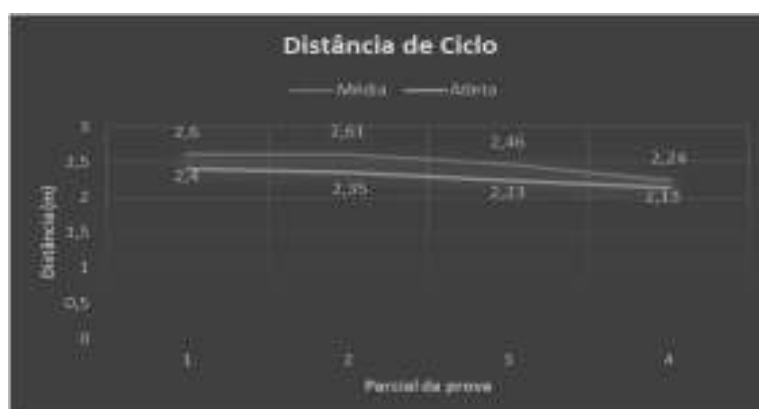 Distância de Ciclo
Média Atleta
3
2,5
2
1,5
1
0,5
0
Distância(m)
2,6 2,61 2,46 2,24
2,4 2,35 2,23 2,13
1 2 3 4
Parcial da prova